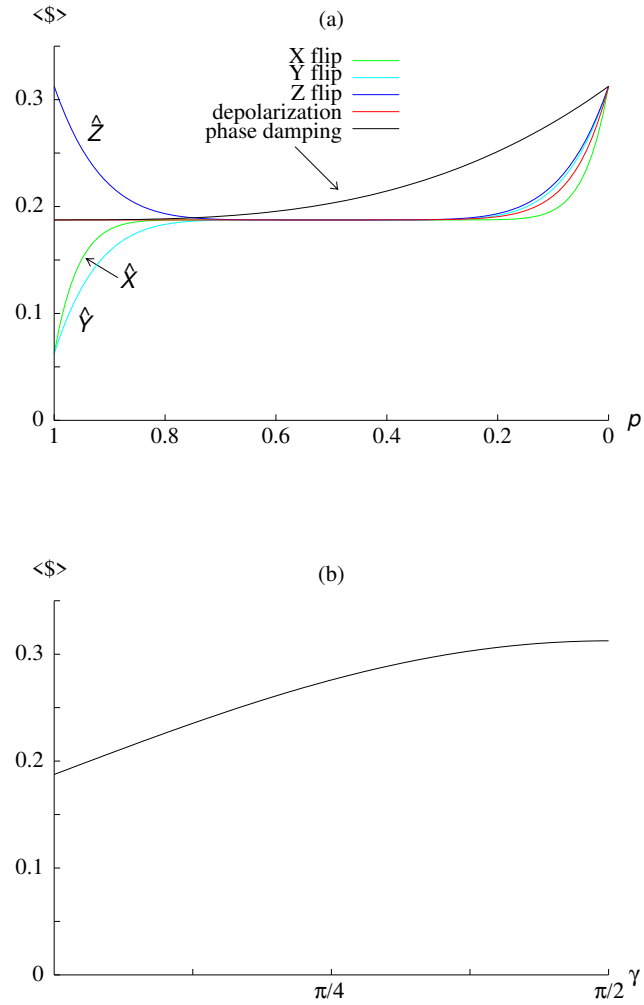 <$> (a)
X flip
Y flip
Z flip
depolarization
phase damping
0.3
Ẑ
0.2
X̂
0.1
Ŷ
0
1 0.8 0.6 0.4 0.2 0 p
<$> (b)
0.3
0.2
0.1
0
π/4 π/2 γ